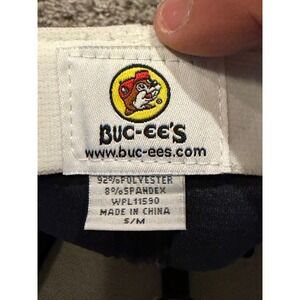 BUC-EE'S
www.buc-ees.com
92%POLYESTER
8%SPANDEX
WPL11590
MADE IN CHINA
S/M